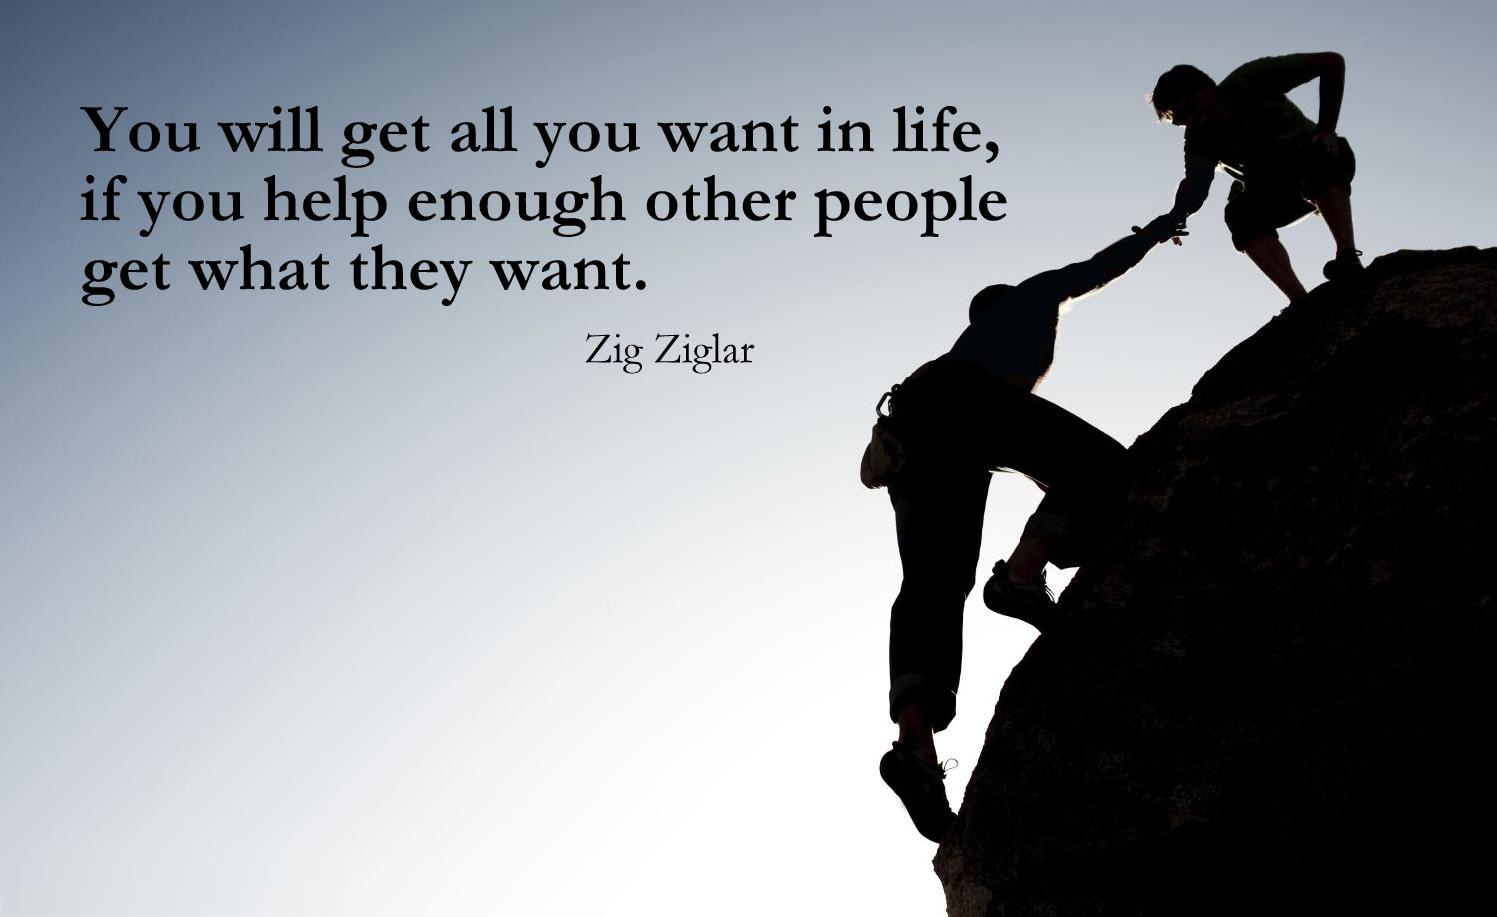 You will get all you want in life,
if you help enough other people
get what they want.
Zig Ziglar